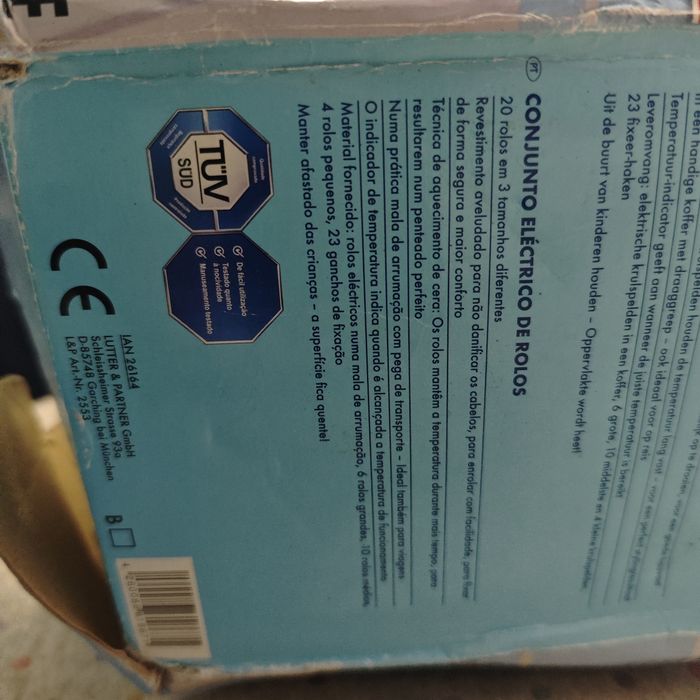 Temperatuur-indicator geeft aan wanneer de juiste temperatuur is bereikt
Leveromvang: elektrische krulspelden in een koffer, 6 grote, 10 middelste en 4 kleine krulspelden,
23 fixeer-haken
Uit de buurt van kinderen houden – Oppervlakte wordt heet!
PT CONJUNTO ELÉCTRICO DE ROLOS
20 rolos em 3 tamanhos diferentes
Revestimento aveludado para não danificar os cabelos, para enrolar com facilidade, para fixar
de forma segura e maior conforto
Técnica de aquecimento de cera: Os rolos mantêm a temperatura durante mais tempo, para
resultarem num penteado perfeito
Numa prática mala de arrumação com pega de transporte – Ideal também para viagens
O indicador de temperatura indica quando é alcançada a temperatura de funcionamento
Material fornecido: rolos eléctricos numa mala de arrumação, 6 rolos grandes, 10 rolos médios,
4 rolos pequenos, 23 ganchos de fixação
Manter afastado das crianças – a superfície fica quente!
TÜV
SÜD
De fácil utilização
Testado quanto
à nocividade
Manuseamento testado
CE
IAN 26164
LUTTER & PARTNER GmbH
Schleissheimer Strasse 93a
D-85748 Garching bei München
L&P Art.-Nr. 2553
B